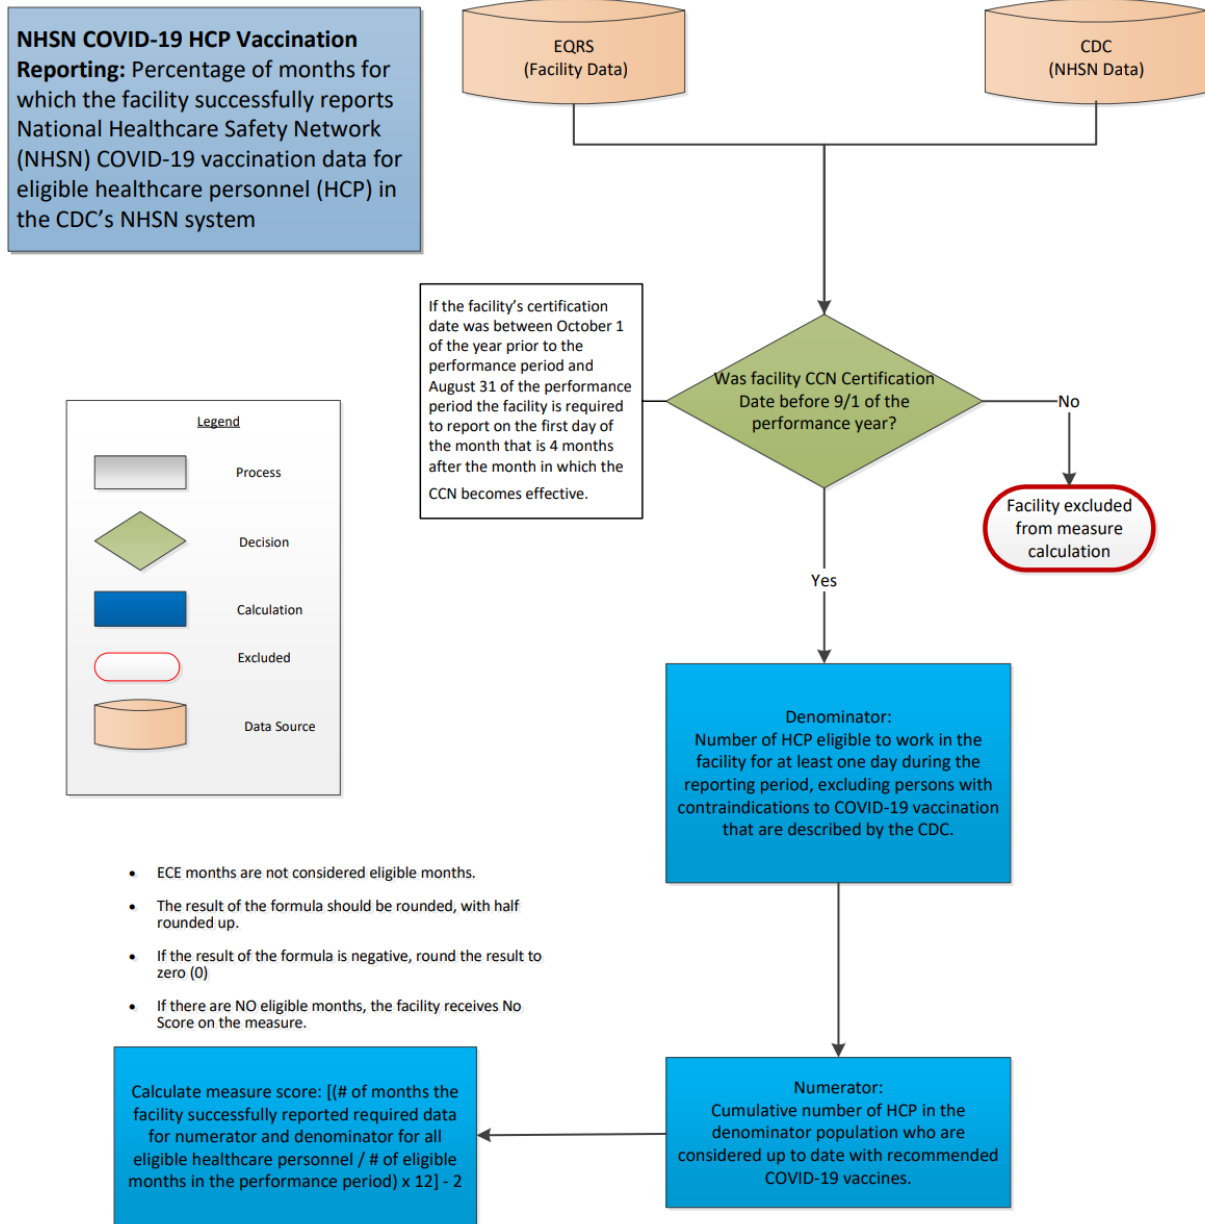 NHSN COVID-19 HCP Vaccination
Reporting: Percentage of months for
which the facility successfully reports
National Healthcare Safety Network
(NHSN) COVID-19 vaccination data for
eligible healthcare personnel (HCP) in
the CDC's NHSN system
EQRS
(Facility Data)
CDC
(NHSN Data)
If the facility's certification
date was between October 1
of the year prior to the
performance period and
August 31 of the performance
period the facility is required
to report on the first day of
the month that is 4 months
after the month in which the
CCN becomes effective.
Was facility CCN Certification
Date before 9/1 of the
performance year?
No
Facility excluded
from measure
calculation
Yes
Legend
Process
Decision
Calculation
Excluded
Data Source
Denominator:
Number of HCP eligible to work in the
facility for at least one day during the
reporting period, excluding persons with
contraindications to COVID-19 vaccination
that are described by the CDC.
• ECE months are not considered eligible months.
• The result of the formula should be rounded, with half
rounded up.
• If the result of the formula is negative, round the result to
zero (0)
• If there are NO eligible months, the facility receives No
Score on the measure.
Numerator:
Cumulative number of HCP in the
denominator population who are
considered up to date with recommended
COVID-19 vaccines.
Calculate measure score: [(# of months the
facility successfully reported required data
for numerator and denominator for all
eligible healthcare personnel / # of eligible
months in the performance period) x 12] - 2